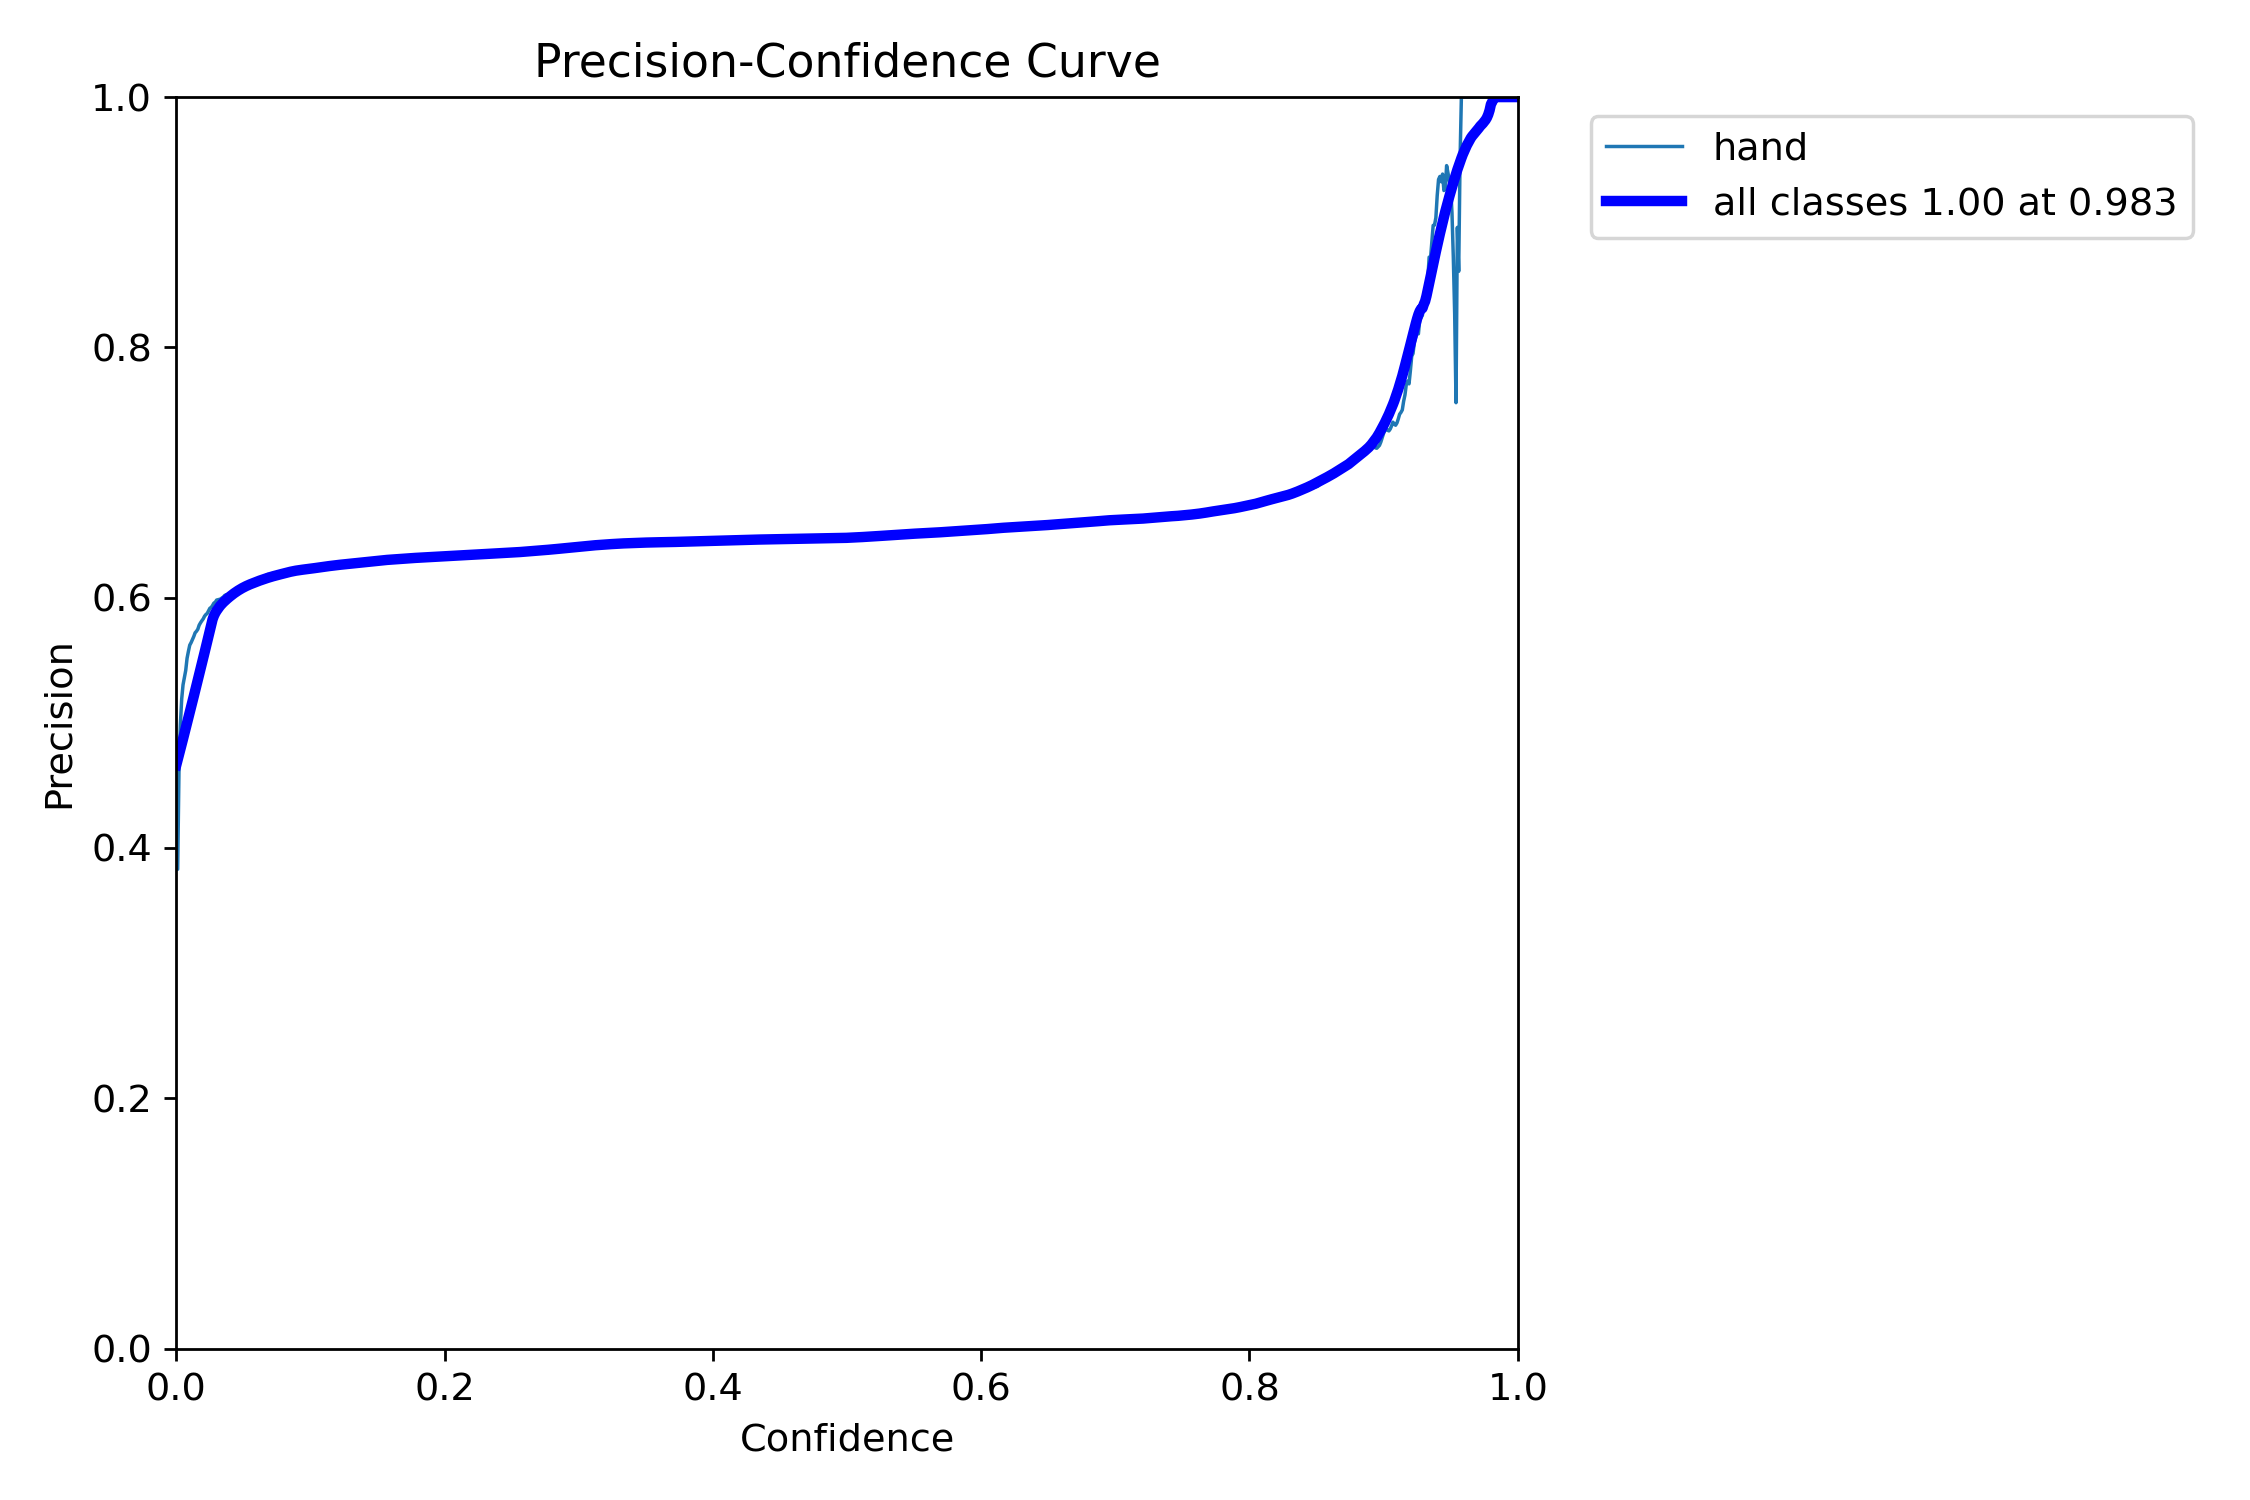 Precision-Confidence Curve
1.0
0.8
0.6
0.4
0.2
0.0
Precision
0.0 0.2 0.4 0.6 0.8 1.0
Confidence
hand
all classes 1.00 at 0.983